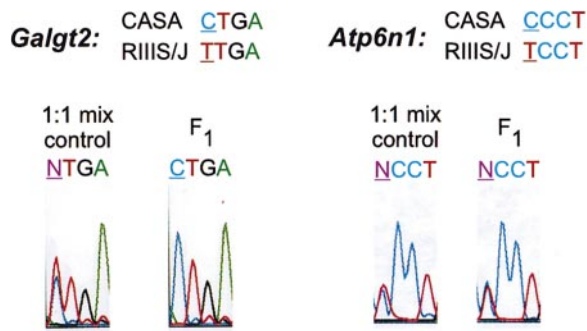 Galgt2: CASA CTGA
RIIIS/J TTGA
Atp6n1: CASA CCCT
RIIIS/J TCCT
1:1 mix control
NTGA
F1
CTGA
1:1 mix control
NCCT
F1
NCCT